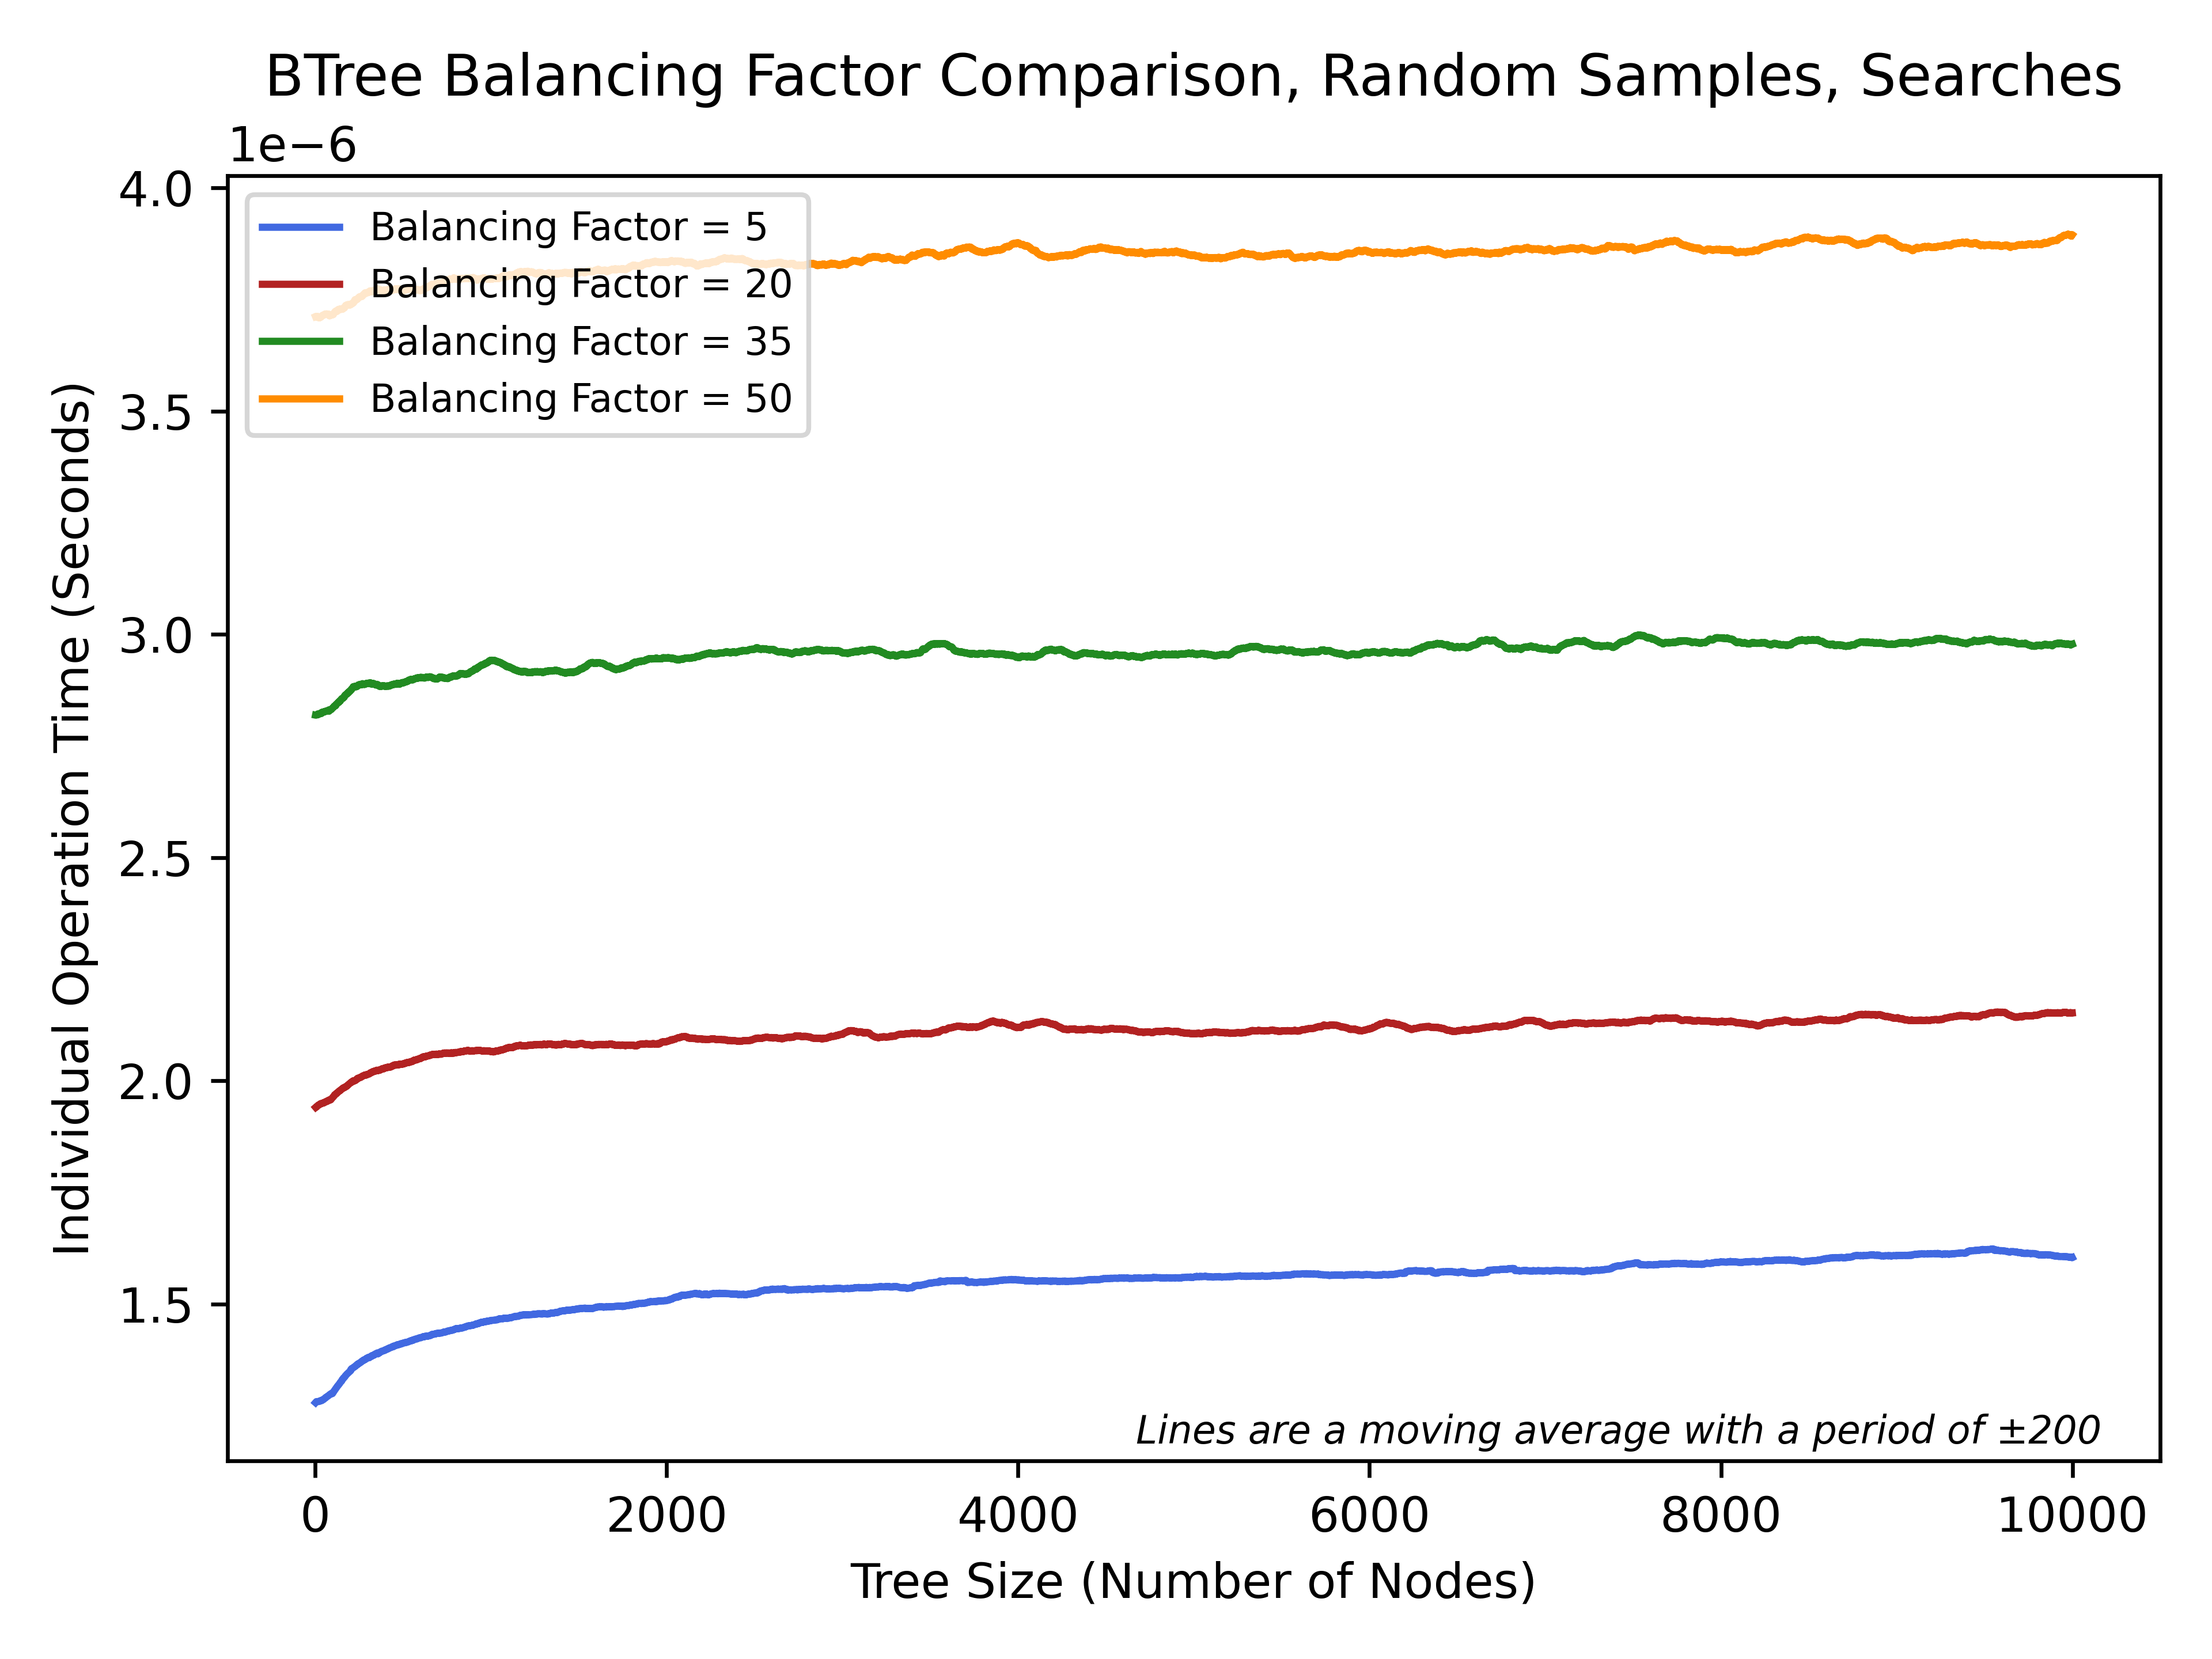 BTree Balancing Factor Comparison, Random Samples, Searches
1e−6
4.0
3.5
3.0
2.5
2.0
1.5
Individual Operation Time (Seconds)
Balancing Factor = 5
Balancing Factor = 20
Balancing Factor = 35
Balancing Factor = 50
Lines are a moving average with a period of ±200
0 2000 4000 6000 8000 10000
Tree Size (Number of Nodes)